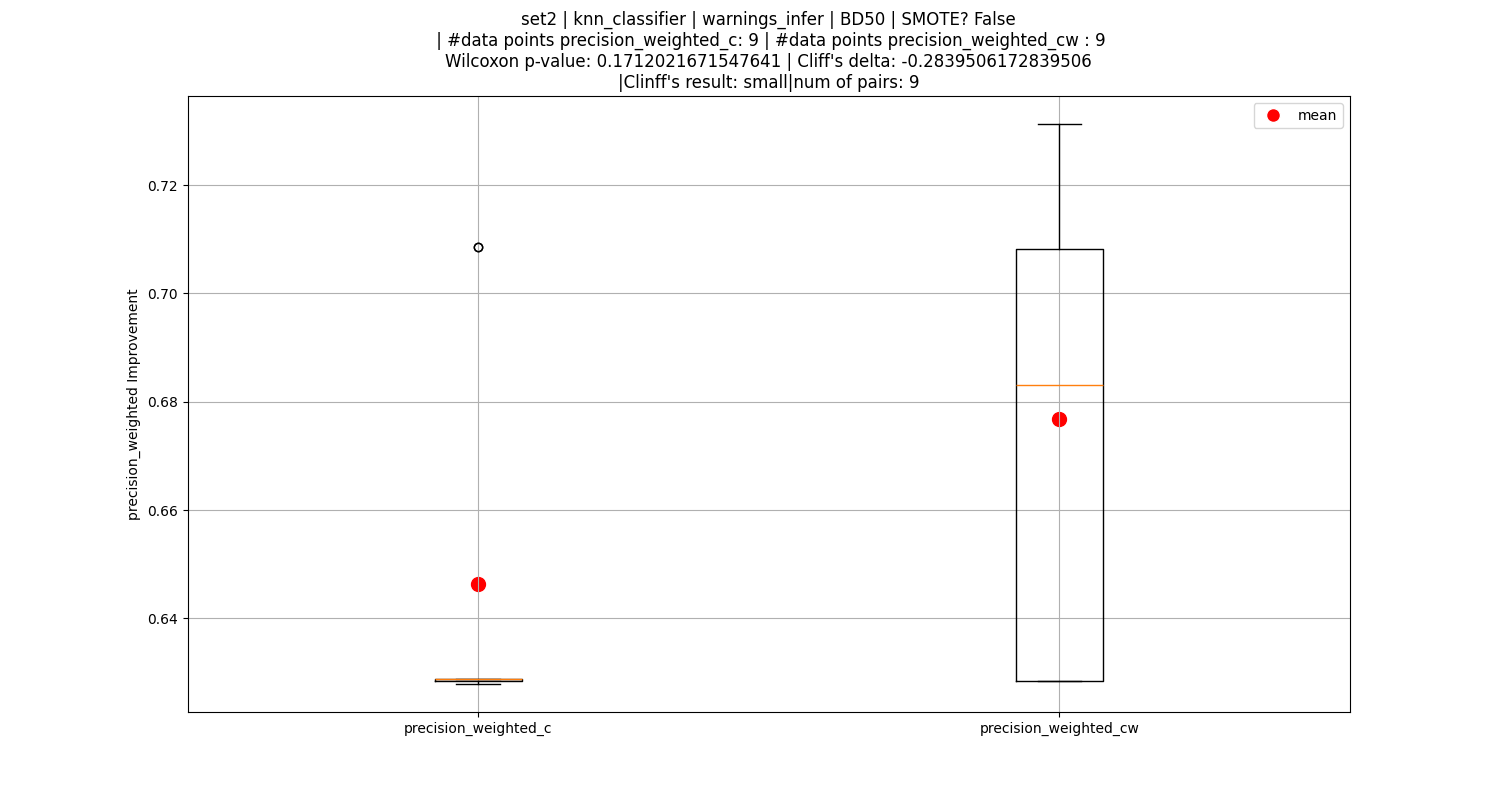 set2 | knn_classifier | warnings_infer | BD50 | SMOTE? False
| #data points precision_weighted_c: 9 | #data points precision_weighted_cw : 9
Wilcoxon p-value: 0.1712021671547641 | Cliff's delta: -0.2839506172839506
|Clinff's result: small|num of pairs: 9
mean
precision_weighted Improvement
0.72
0.70
0.68
0.66
0.64
precision_weighted_c
precision_weighted_cw